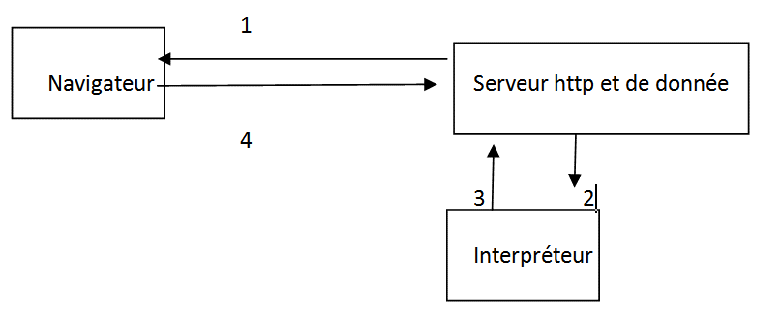 1
Navigateur
Serveur http et de donnée
4
3
2
Interpréteur